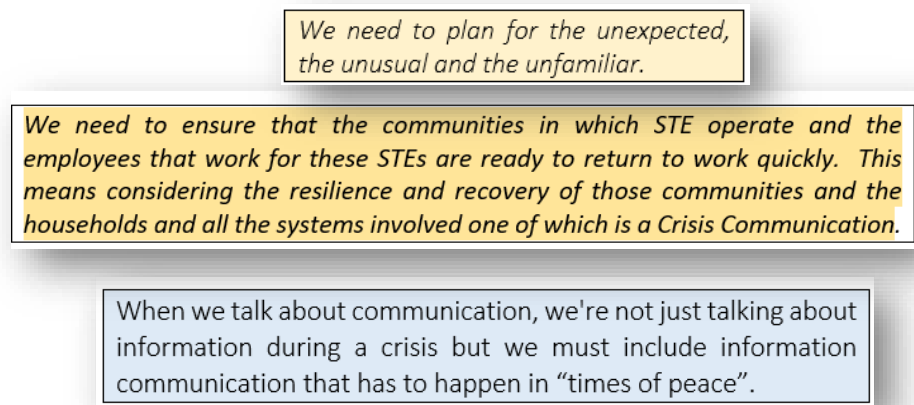 We need to plan for the unexpected,
the unusual and the unfamiliar.
We need to ensure that the communities in which STE operate and the
employees that work for these STEs are ready to return to work quickly.  This
means considering the resilience and recovery of those communities and the
households and all the systems involved one of which is a Crisis Communication.
When we talk about communication, we're not just talking about
information during a crisis but we must include information
communication that has to happen in “times of peace”.